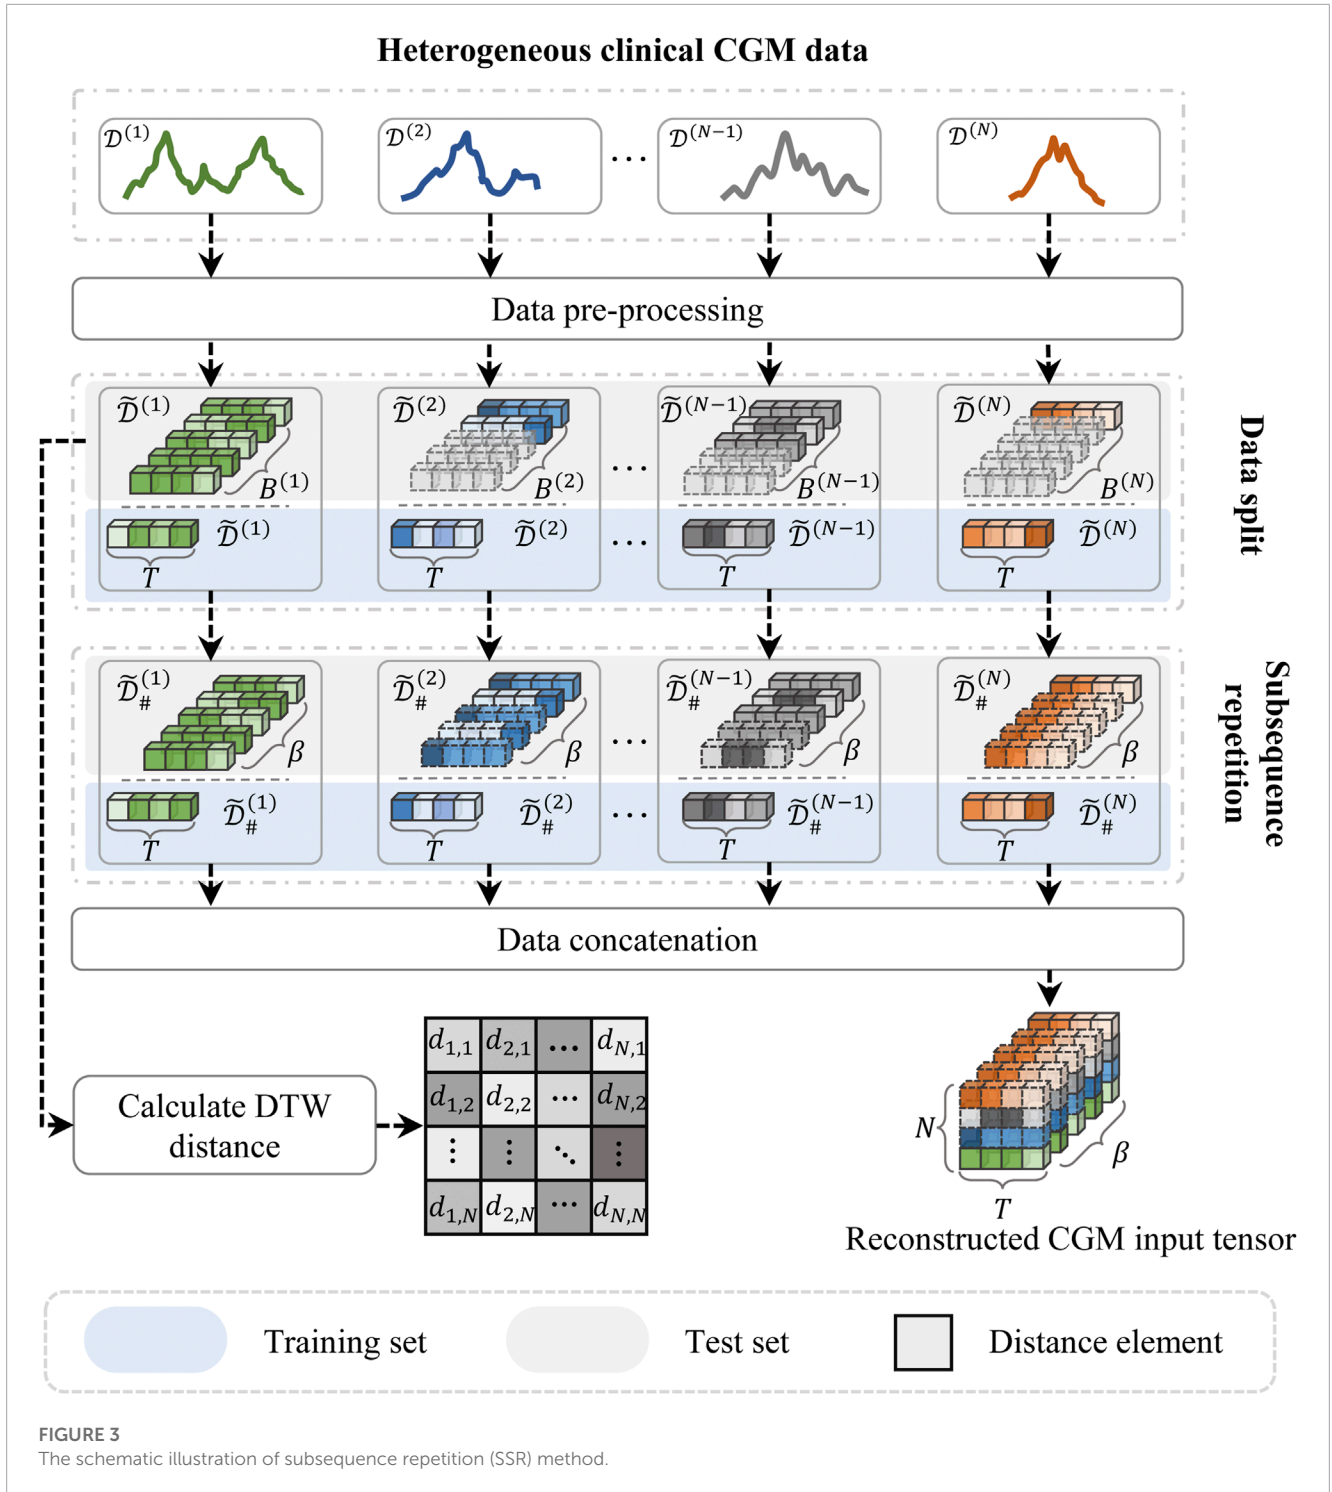 Heterogeneous clinical CGM data
𝒟⁽¹⁾ 𝒟⁽²⁾ ⋯ 𝒟⁽ᴺ⁻¹⁾ 𝒟⁽ᴺ⁾
Data pre-processing
𝒟̃⁽¹⁾ 𝒟̃⁽²⁾ 𝒟̃⁽ᴺ⁻¹⁾ 𝒟̃⁽ᴺ⁾
B⁽¹⁾ B⁽²⁾ ⋯ B⁽ᴺ⁻¹⁾ B⁽ᴺ⁾
𝒟̃⁽¹⁾ 𝒟̃⁽²⁾ ⋯ 𝒟̃⁽ᴺ⁻¹⁾ 𝒟̃⁽ᴺ⁾
T T T T
Data split
𝒟̃#⁽¹⁾ 𝒟̃#⁽²⁾ 𝒟̃#⁽ᴺ⁻¹⁾ 𝒟̃#⁽ᴺ⁾
β β ⋯ β β
𝒟̃#⁽¹⁾ 𝒟̃#⁽²⁾ ⋯ 𝒟̃#⁽ᴺ⁻¹⁾ 𝒟̃#⁽ᴺ⁾
T T T T
Subsequence
repetition
Data concatenation
Calculate DTW
distance
d1,1 d2,1 ⋯ dN,1
d1,2 d2,2 ⋯ dN,2
⋮ ⋮ ⋱ ⋮
d1,N d2,N ⋯ dN,N
N
β
T
Reconstructed CGM input tensor
Training set
Test set
Distance element
FIGURE 3
The schematic illustration of subsequence repetition (SSR) method.